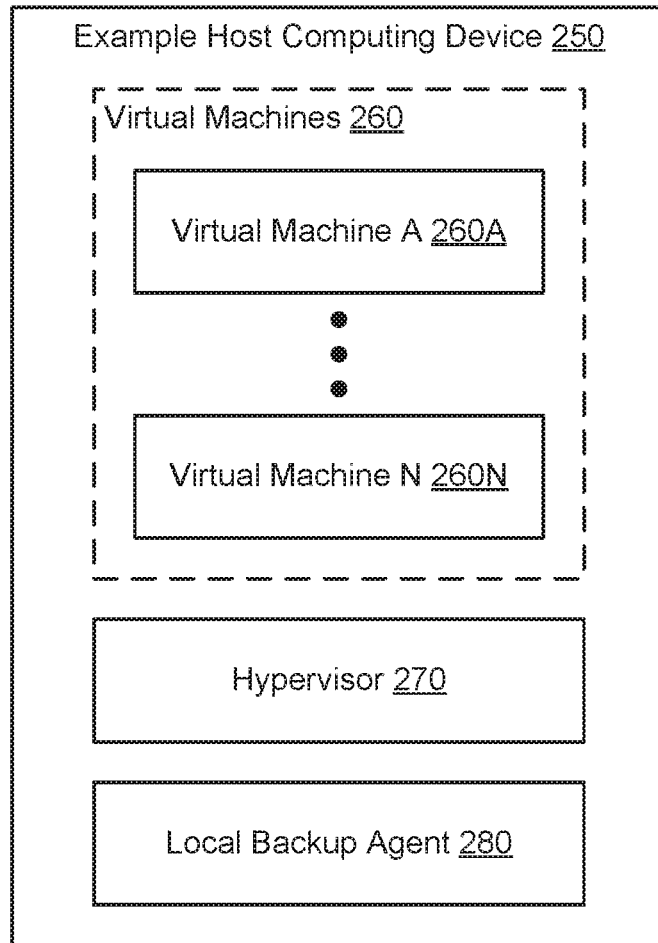 Example Host Computing Device 250
Virtual Machines 260
Virtual Machine A 260A
Virtual Machine N 260N
Hypervisor 270
Local Backup Agent 280